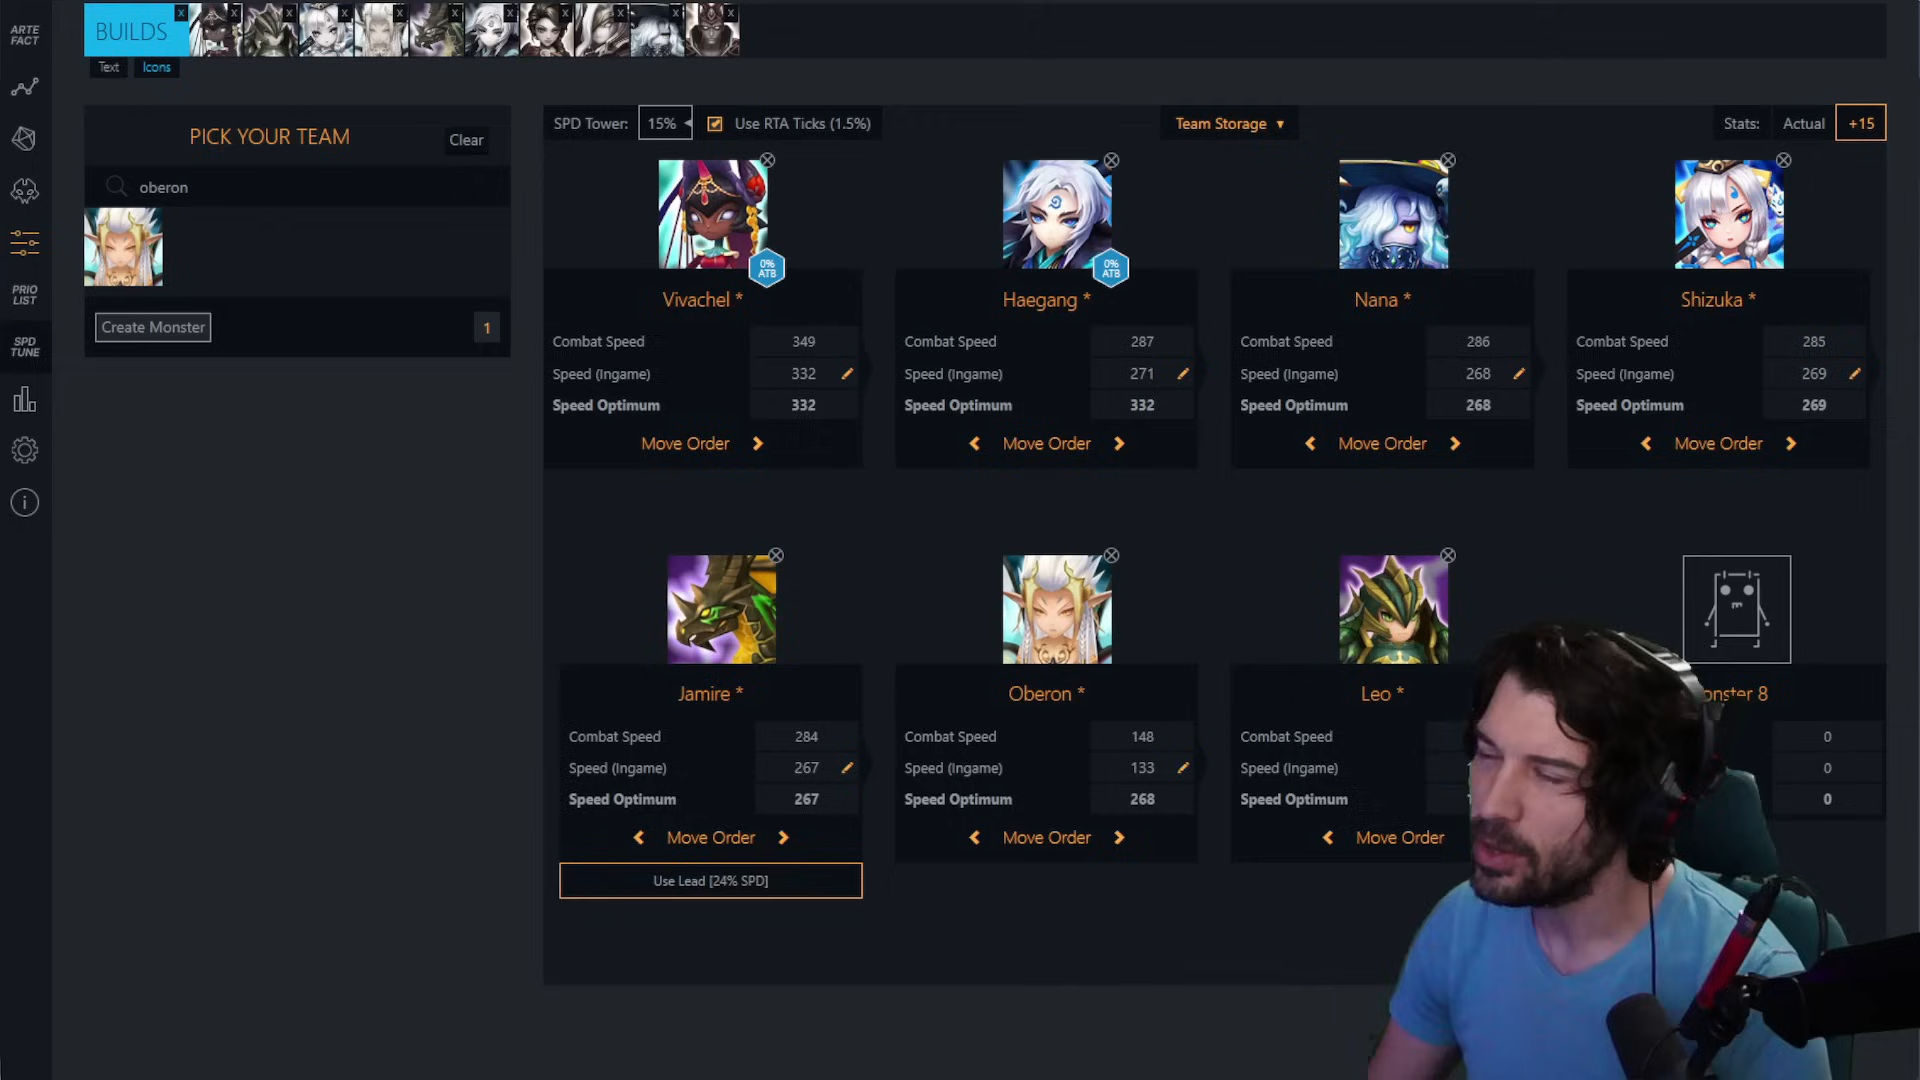 ARTE
FACT
BUILDS
x x x x x x x x x x x
Text Icons
PICK YOUR TEAM
Clear
oberon
Create Monster
1
PRIO
LIST
SPD
TUNE
SPD Tower: 15% Use RTA Ticks (1.5%)
Team Storage ▼
Stats: Actual +15
0%
ATB
0%
ATB
Vivachel *
Combat Speed 349
Speed (Ingame) 332
Speed Optimum 332
Move Order
Haegang *
Combat Speed 287
Speed (Ingame) 271
Speed Optimum 332
Move Order
Nana *
Combat Speed 286
Speed (Ingame) 268
Speed Optimum 268
Move Order
Shizuka *
Combat Speed 285
Speed (Ingame) 269
Speed Optimum 269
Move Order
Jamire *
Combat Speed 284
Speed (Ingame) 267
Speed Optimum 267
Move Order
Use Lead [24% SPD]
Oberon *
Combat Speed 148
Speed (Ingame) 133
Speed Optimum 268
Move Order
Leo *
Combat Speed
Speed (Ingame)
Speed Optimum
Move Order
8
0
0
0